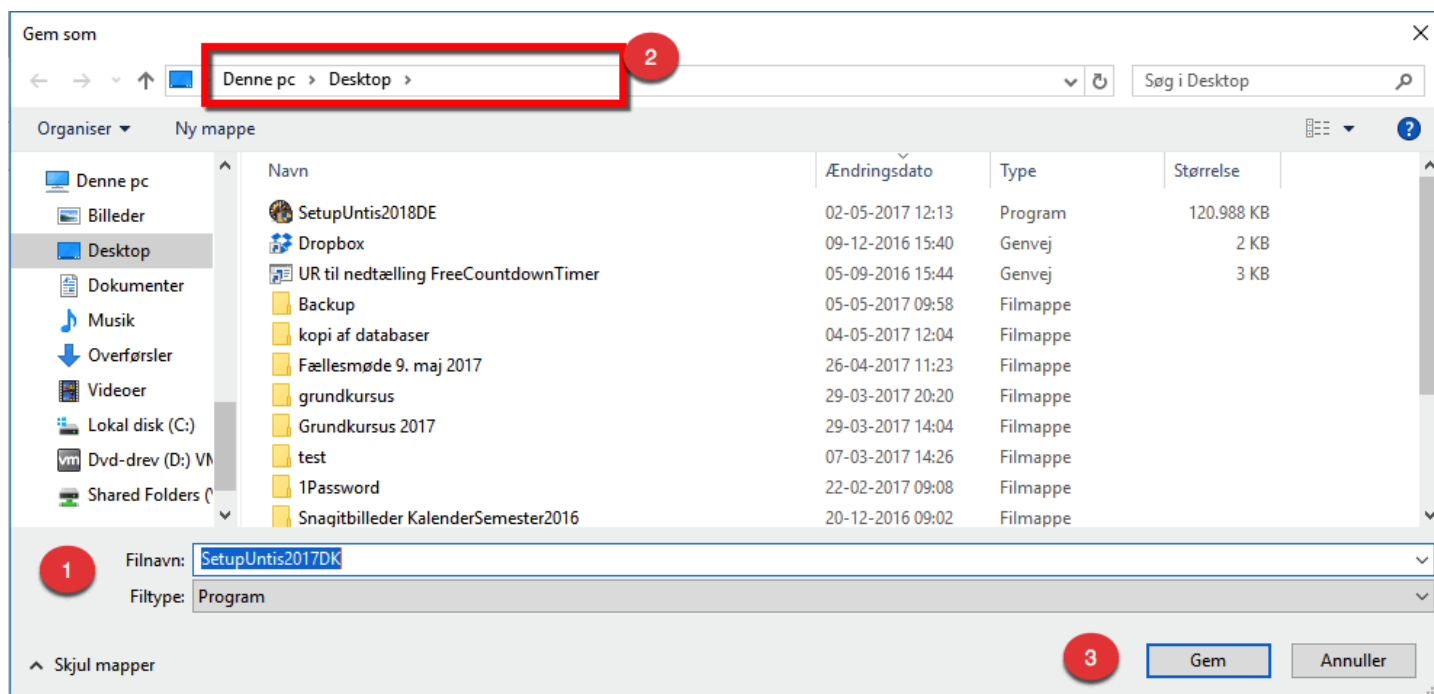 Gem som
2
Denne pc > Desktop >
Søg i Desktop
Organiser
Ny mappe
?
Denne pc
Billeder
Desktop
Dokumenter
Musik
Overførsler
Videoer
Lokal disk (C:)
vm Dvd-drev (D:) VM
Shared Folders (\
Navn Ændringsdato Type Størrelse
SetupUntis2018DE 02-05-2017 12:13 Program 120.988 KB
Dropbox 09-12-2016 15:40 Genvej 2 KB
UR til nedtælling FreeCountdownTimer 05-09-2016 15:44 Genvej 3 KB
Backup 05-05-2017 09:58 Filmappe
kopi af databaser 04-05-2017 12:04 Filmappe
Fællesmøde 9. maj 2017 26-04-2017 11:23 Filmappe
grundkursus 29-03-2017 20:20 Filmappe
Grundkursus 2017 29-03-2017 14:04 Filmappe
test 07-03-2017 14:26 Filmappe
1Password 22-02-2017 09:08 Filmappe
Snagitbilleder KalenderSemester2016 20-12-2016 09:02 Filmappe
1
Filnavn: SetupUntis2017DK
Filtype: Program
Skjul mapper
3
Gem
Annuller